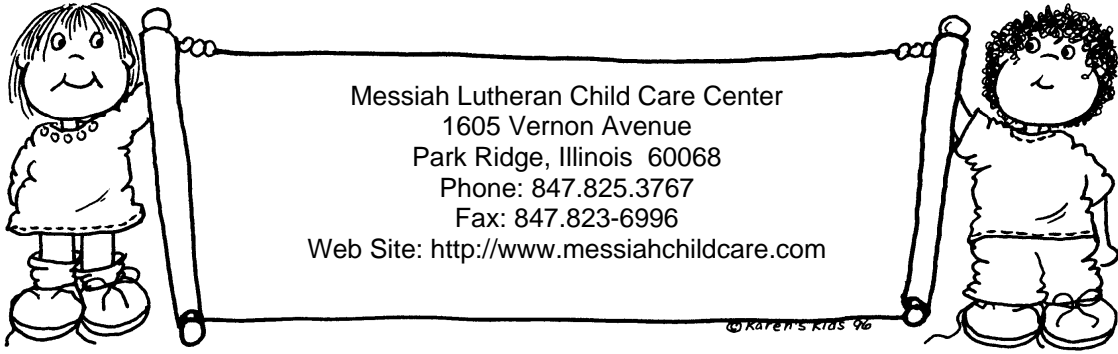 Messiah Lutheran Child Care Center
1605 Vernon Avenue
Park Ridge, Illinois  60068
Phone: 847.825.3767
Fax: 847.823-6996
Web Site: http://www.messiahchildcare.com
© Karen's Kids 96